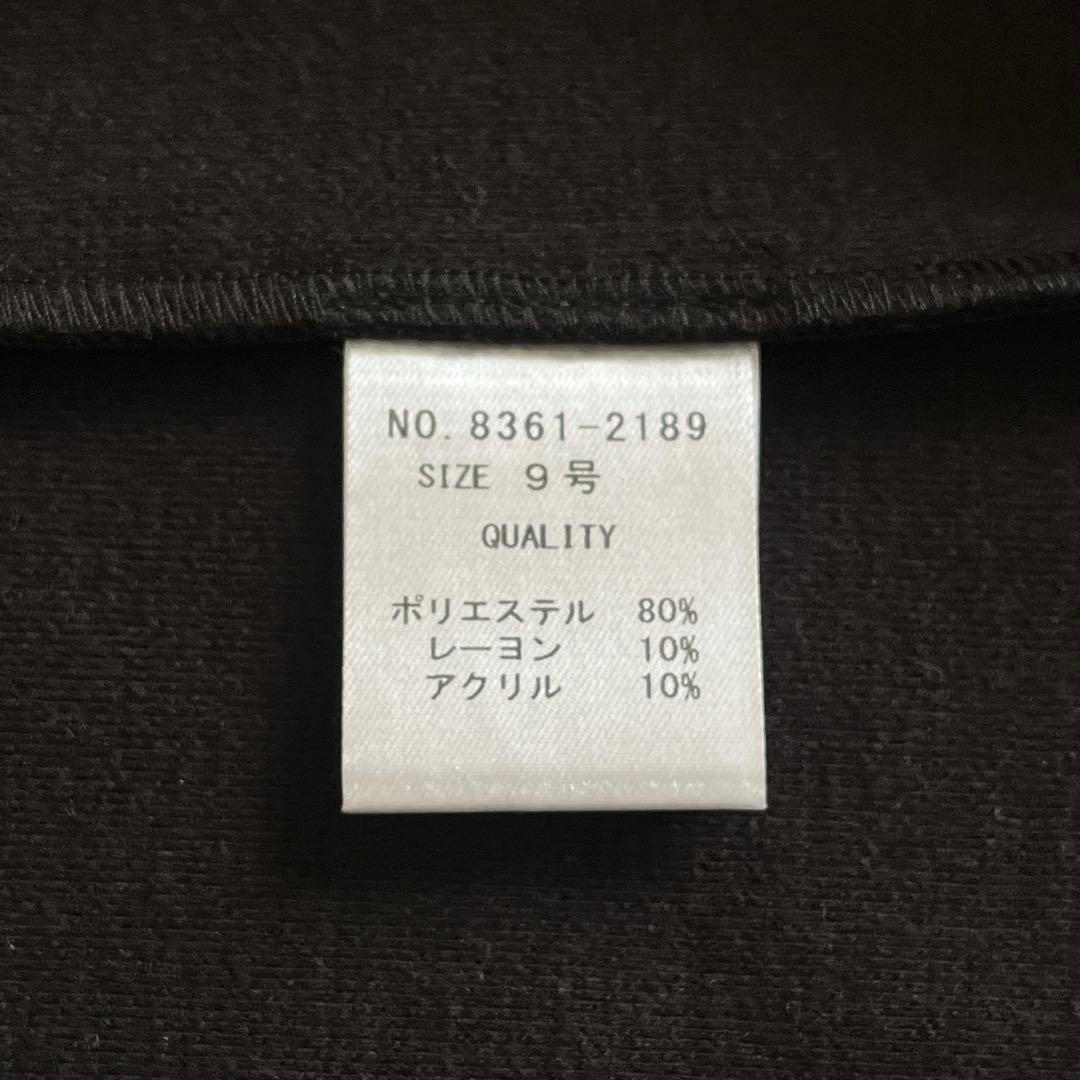 NO. 8361-2189
SIZE 9号
QUALITY
ポリエステル 80%
レーヨン 10%
アクリル 10%